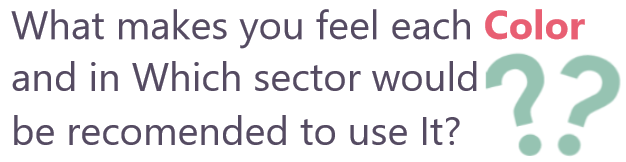 What makes you feel each Color
and in Which sector would
be recomended to use It?
??